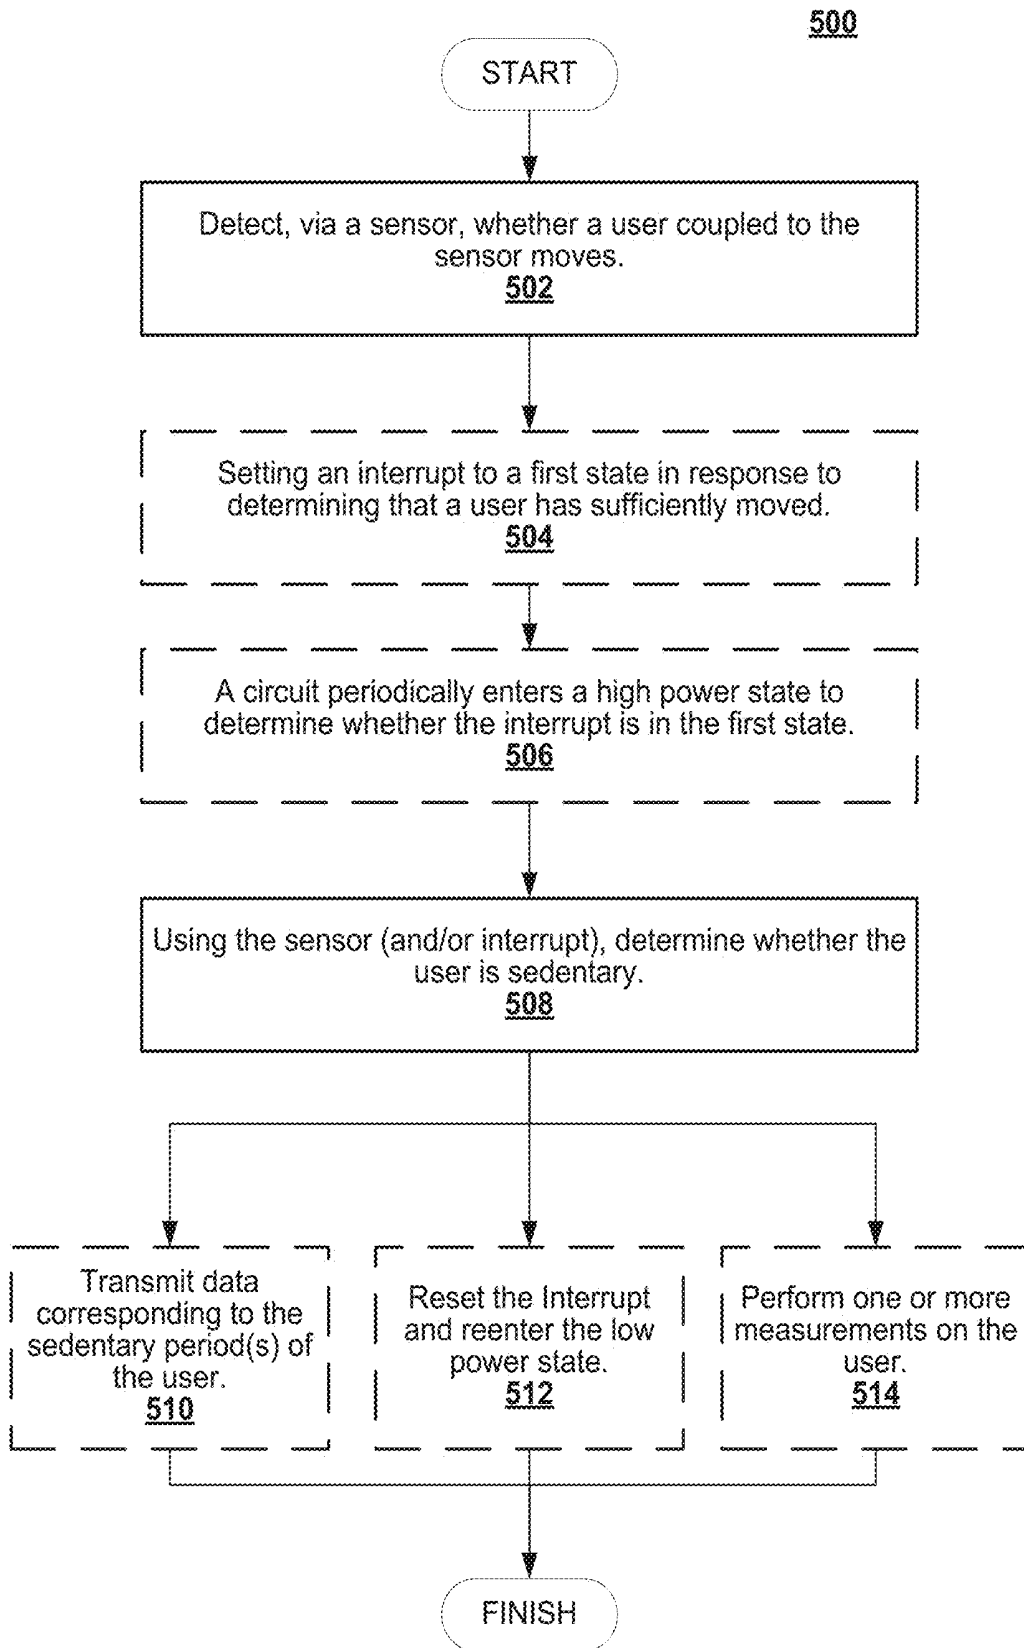 500
START
Detect, via a sensor, whether a user coupled to the
sensor moves.
502
Setting an interrupt to a first state in response to
determining that a user has sufficiently moved.
504
A circuit periodically enters a high power state to
determine whether the interrupt is in the first state.
506
Using the sensor (and/or interrupt), determine whether the
user is sedentary.
508
Transmit data
corresponding to the
sedentary period(s) of
the user.
510
Reset the Interrupt
and reenter the low
power state.
512
Perform one or more
measurements on the
user.
514
FINISH